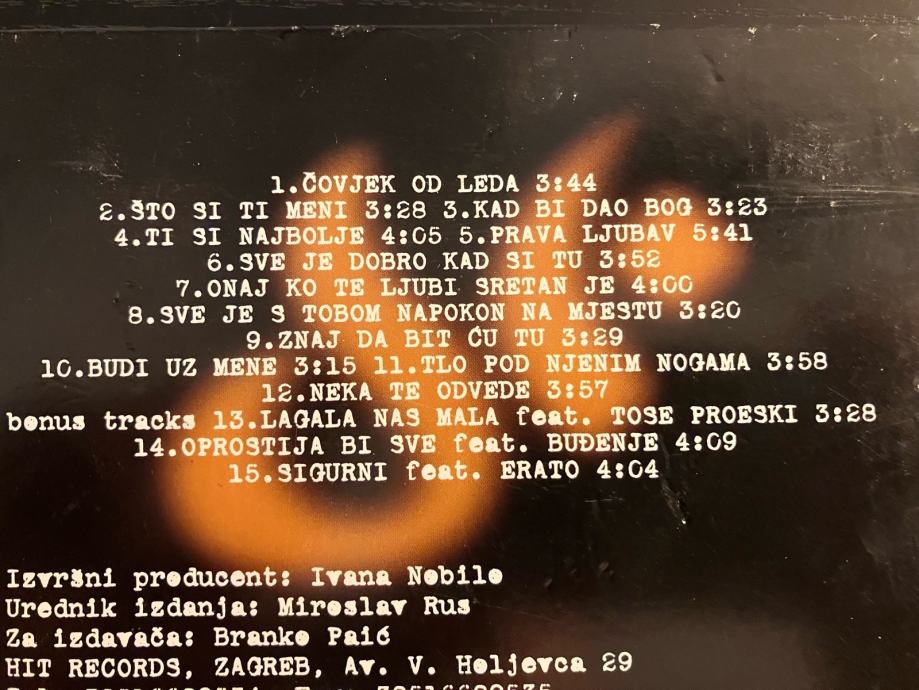 1.ČOVJEK OD LEDA 3:44
2.ŠTO SI TI MENI 3:28 3.KAD BI DAO BOG 3:23
4.TI SI NAJBOLJE 4:05 5.PRAVA LJUBAV 5:41
6.SVE JE DOBRO KAD SI TU 3:52
7.ONAJ KO TE LJUBI SRETAN JE 4:00
8.SVE JE S TOBOM NAPOKON NA MJESTU 3:20
9.ZNAJ DA BIT ĆU TU 3:29
10.BUDI UZ MENE 3:15 11.TLO POD NJENIM NOGAMA 3:58
12.NEKA TE ODVEDE 3:57
bonus tracks 13.LAGALA NAS MALA feat. TOSE PROESKI 3:28
14.OPROSTIJA BI SVE feat. BUĐENJE 4:09
15.SIGURNI feat. ERATO 4:04
Izvršni producent: Ivana Nobilo
Urednik izdanja: Miroslav Rus
Za izdavača: Branko Paić
HIT RECORDS, ZAGREB, Av. V. Holjevca 29